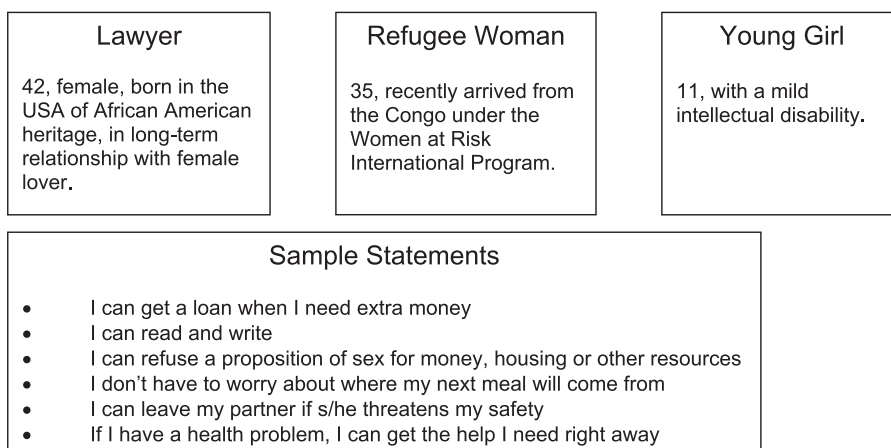 Lawyer
42, female, born in the
USA of African American
heritage, in long-term
relationship with female
lover.
Refugee Woman
35, recently arrived from
the Congo under the
Women at Risk
International Program.
Young Girl
11, with a mild
intellectual disability.
Sample Statements
• I can get a loan when I need extra money
• I can read and write
• I can refuse a proposition of sex for money, housing or other resources
• I don't have to worry about where my next meal will come from
• I can leave my partner if s/he threatens my safety
• If I have a health problem, I can get the help I need right away